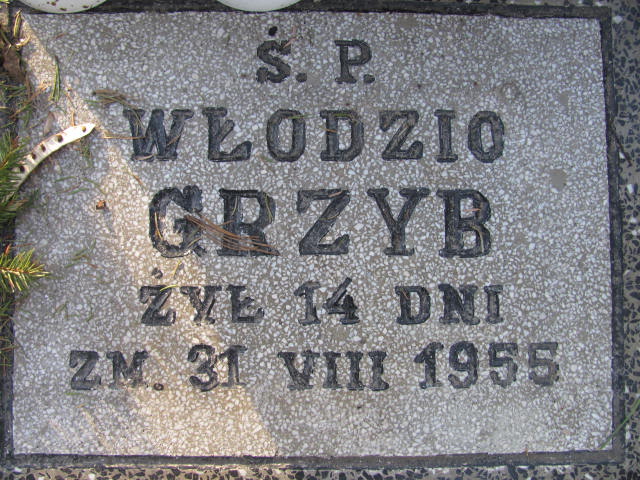 Ś. P.
WŁODZIO
GRZYB
ŻYŁ 14 DNI
ZM. 31 VIII 1955